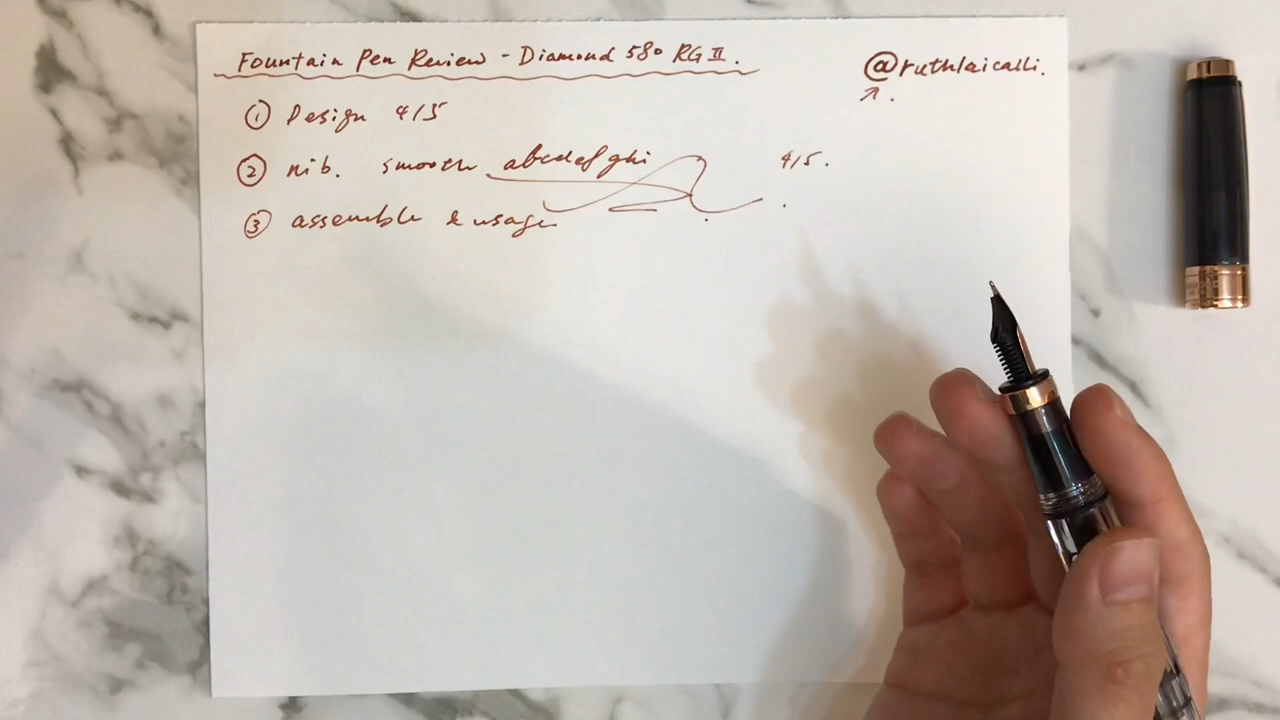 Fountain Pen Review - Diamond 580 RG II.
@ruthlaicalli.
① Design 4/5
② nib. smooth abcdefghi 4/5.
③ assemble & usage